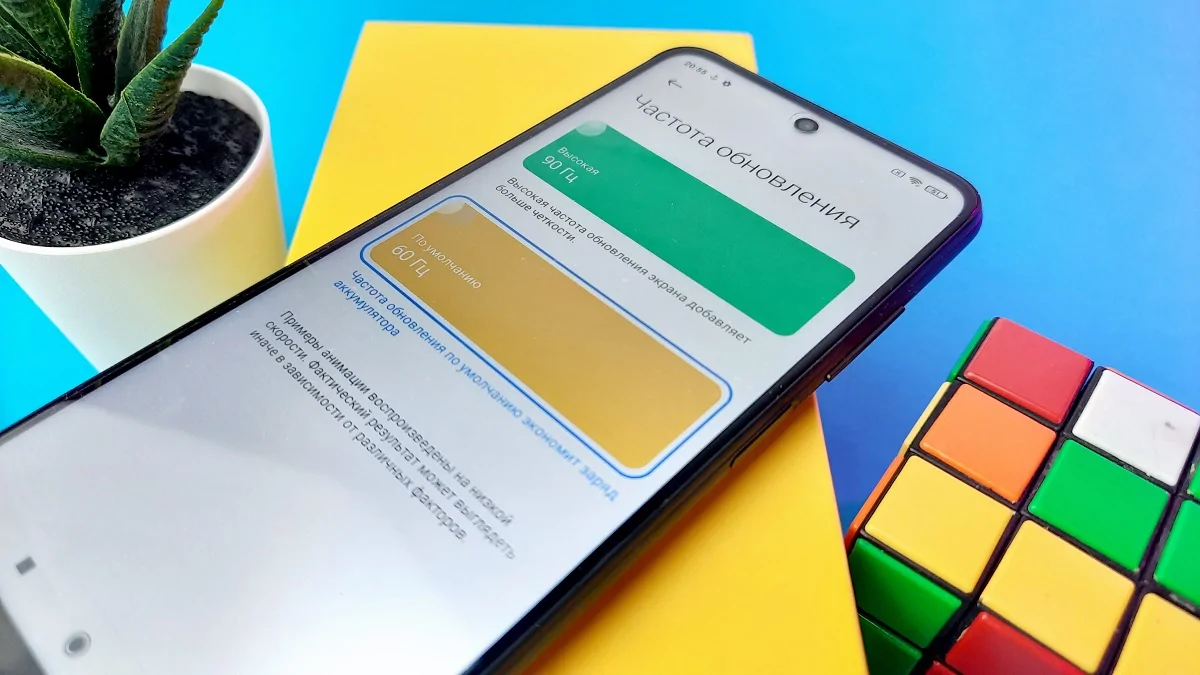 20:55
Частота обновления
Высокая
90 Гц
Высокая частота обновления экрана добавляет
больше четкости.
По умолчанию
60 Гц
Частота обновления по умолчанию экономит заряд
аккумулятора
Примеры анимации воспроизведены на низкой
скорости. Фактический результат может выглядеть
иначе в зависимости от различных факторов.